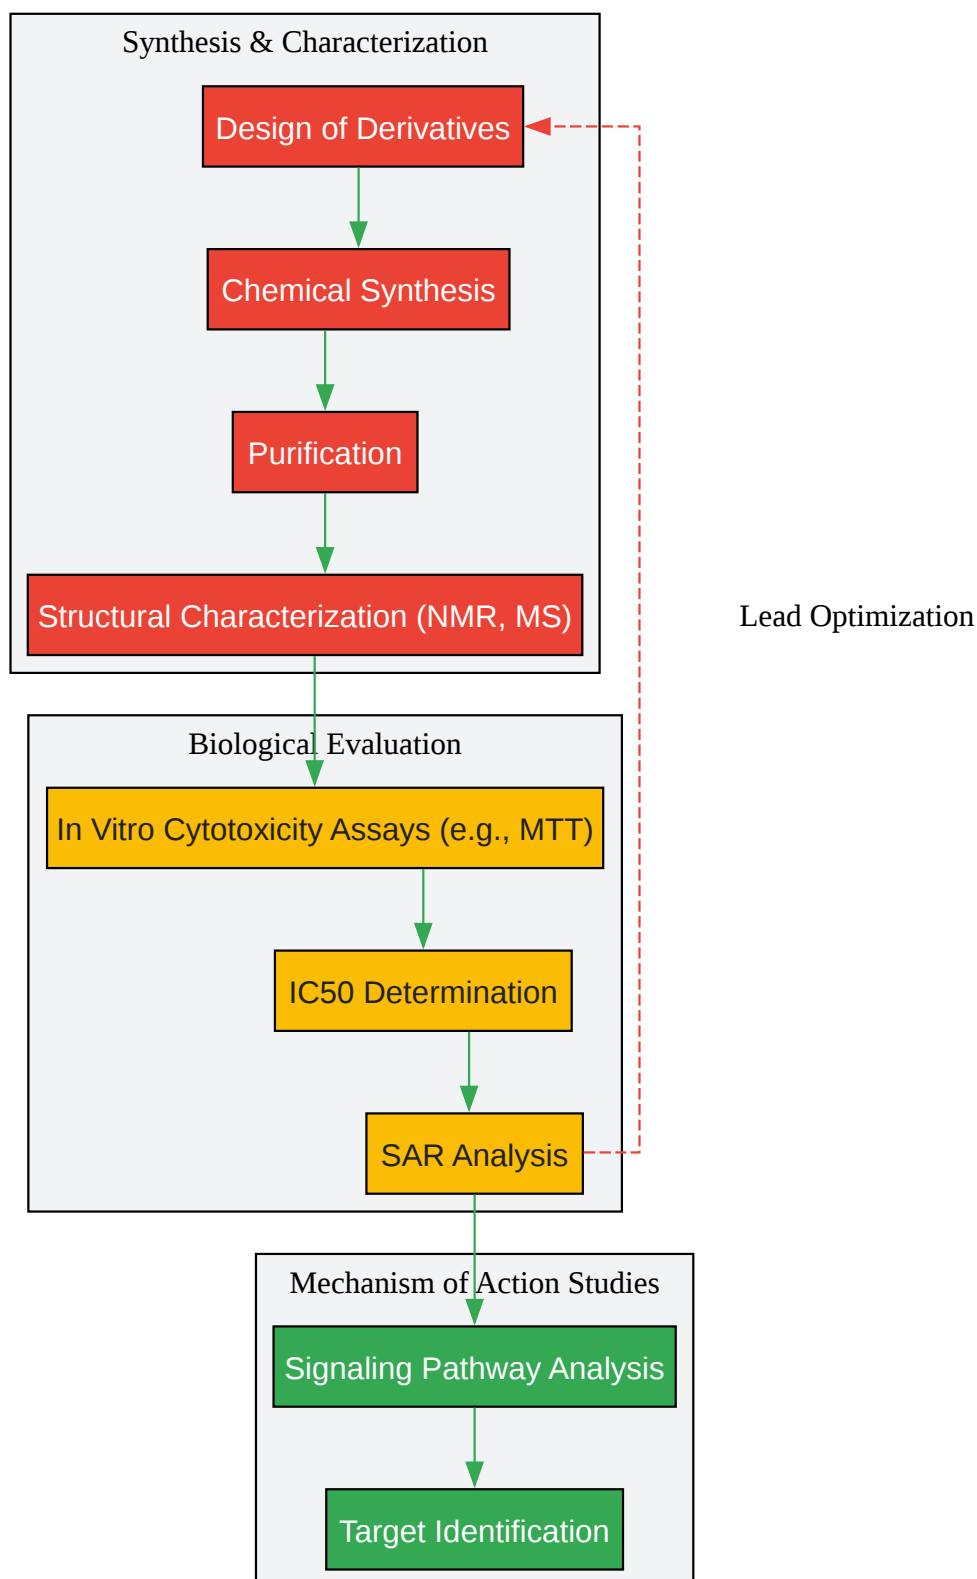 Synthesis & Characterization
Design of Derivatives
Chemical Synthesis
Purification
Structural Characterization (NMR, MS)
Lead Optimization
Biological Evaluation
In Vitro Cytotoxicity Assays (e.g., MTT)
IC50 Determination
SAR Analysis
Mechanism of Action Studies
Signaling Pathway Analysis
Target Identification